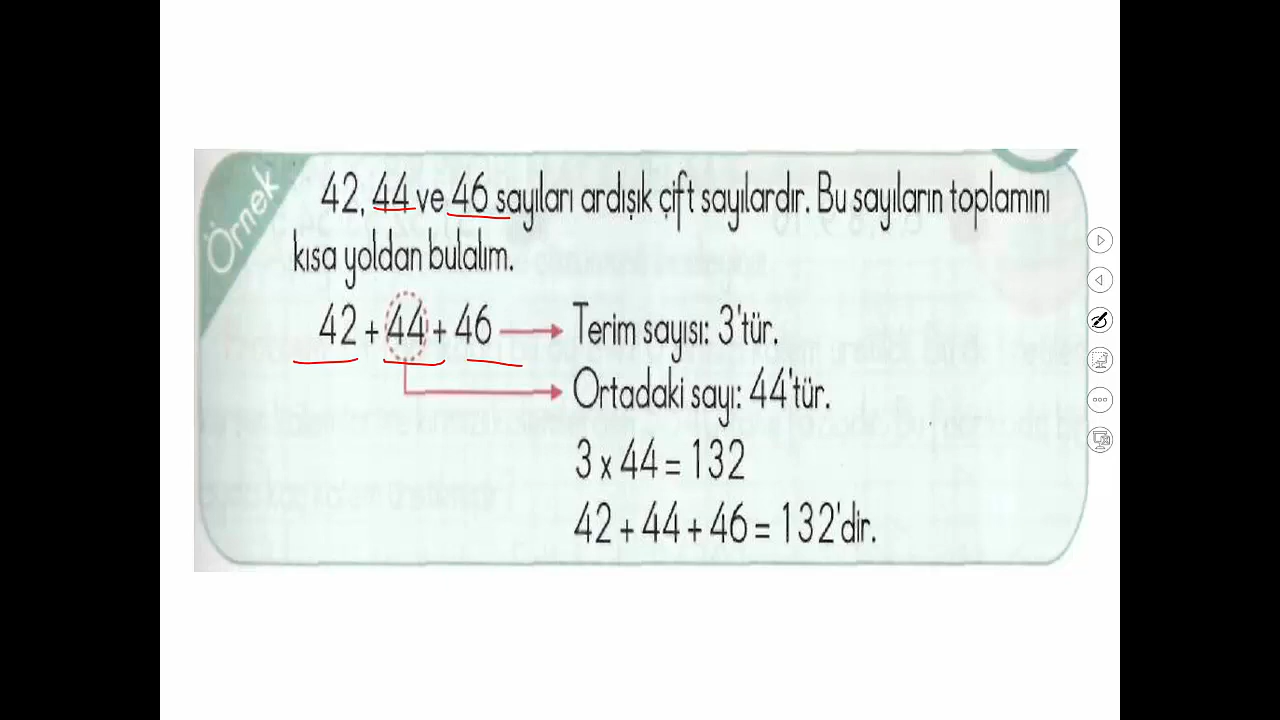 Örnek
42, 44 ve 46 sayıları ardışık çift sayılardır. Bu sayıların toplamını
kısa yoldan bulalım.
42 + 44 + 46 → Terim sayısı: 3'tür.
Ortadaki sayı: 44'tür.
3 x 44 = 132
42 + 44 + 46 = 132'dir.